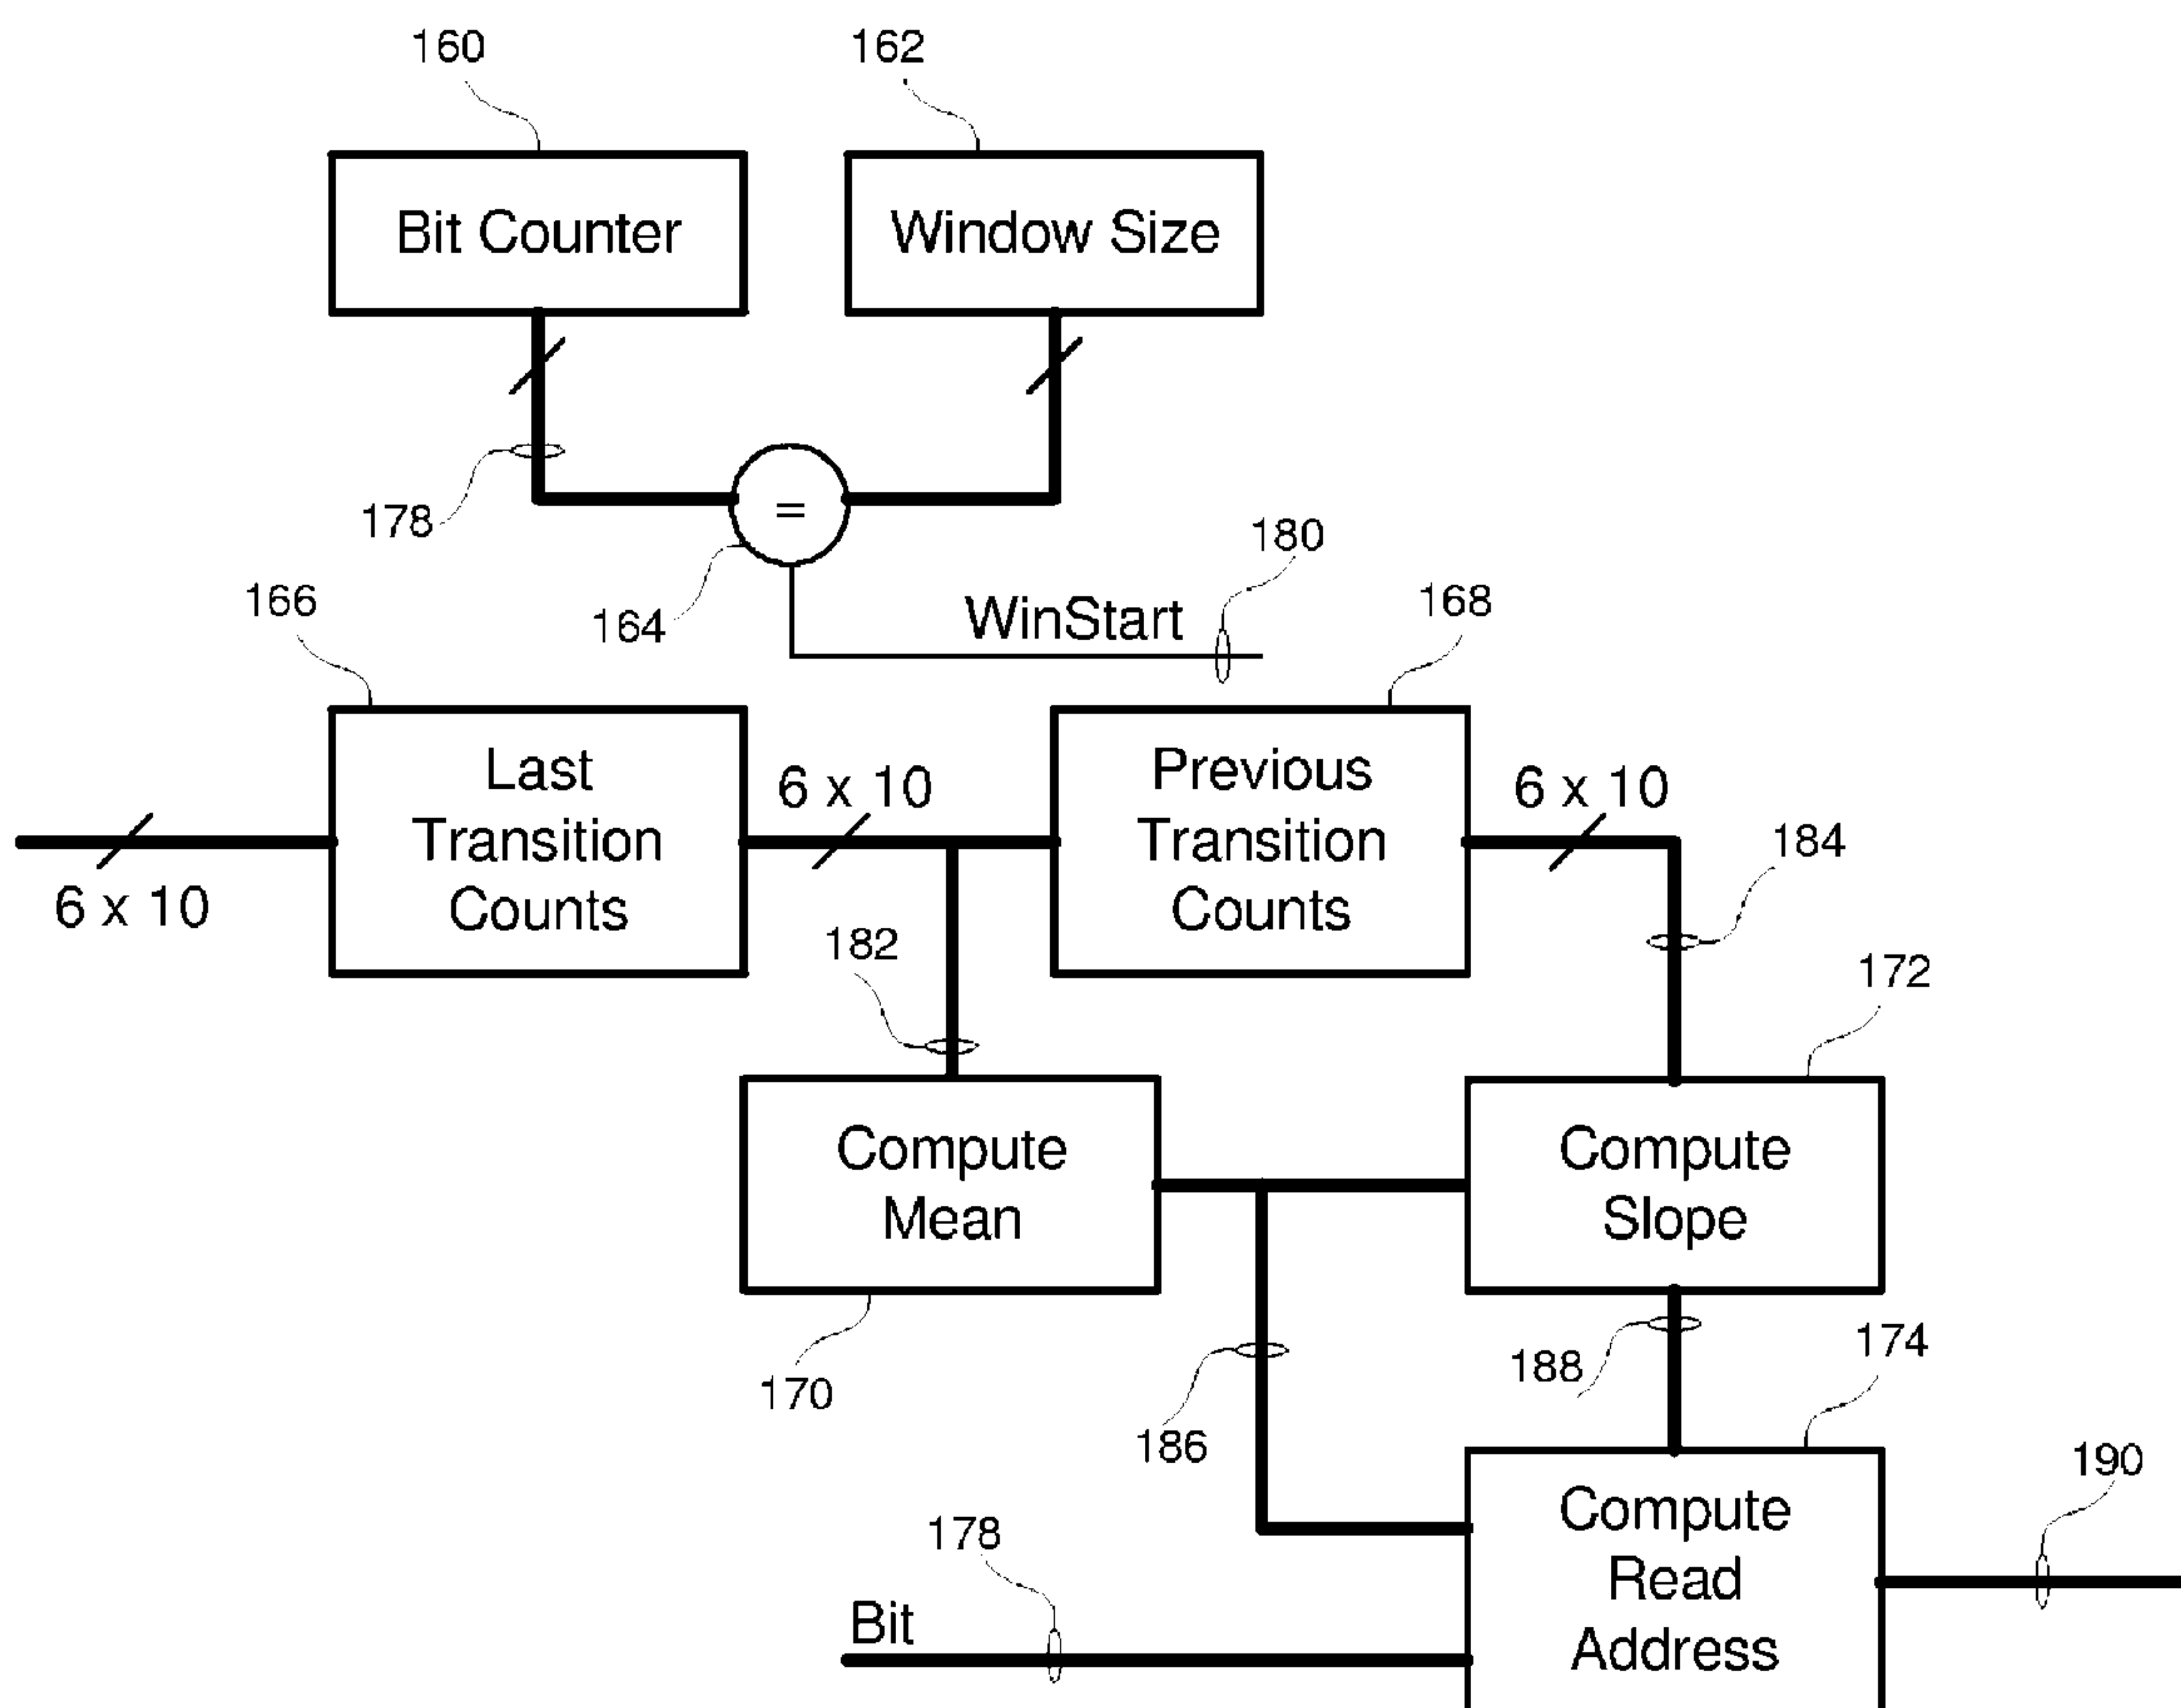 160
162
Bit Counter
Window Size
178
=
164
180
WinStart
166
168
Last
Transition
Counts
6 x 10
Previous
Transition
Counts
6 x 10
6 x 10
184
182
172
Compute
Mean
Compute
Slope
170
186
188
174
190
178
Bit
Compute
Read
Address